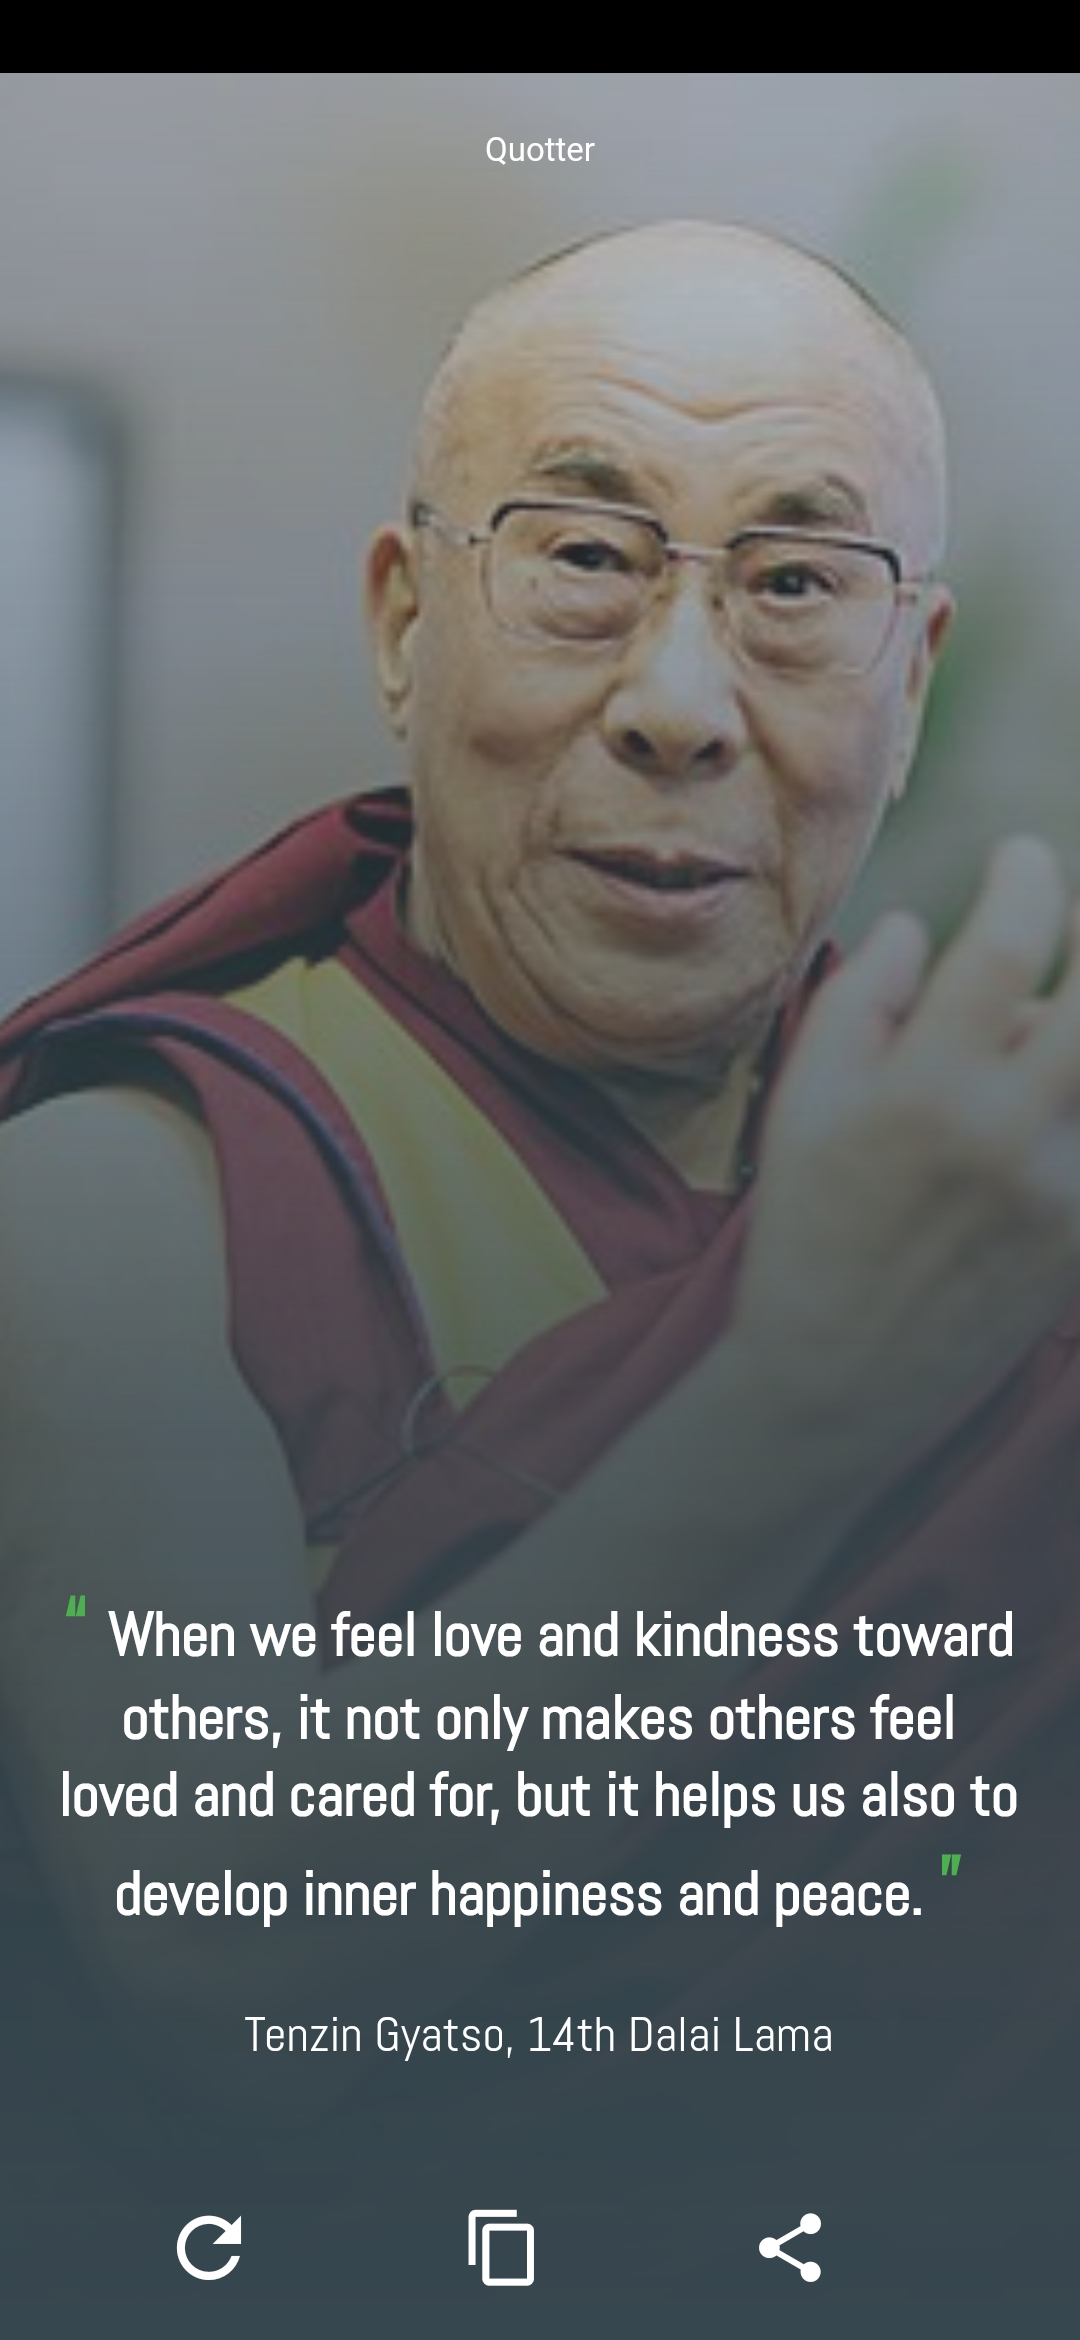 Quotter
“ When we feel love and kindness toward
others, it not only makes others feel
loved and cared for, but it helps us also to
develop inner happiness and peace. ”
Tenzin Gyatso, 14th Dalai Lama